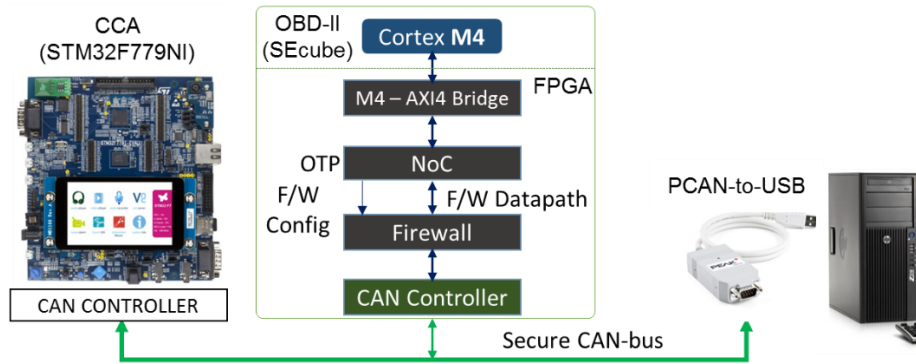 CCA
(STM32F779NI)
OBD-II
(SEcube)
Cortex M4
FPGA
M4 – AXI4 Bridge
OTP
NoC
F/W
Config
F/W Datapath
Firewall
CAN Controller
CAN CONTROLLER
Secure CAN-bus
PCAN-to-USB
PEAK